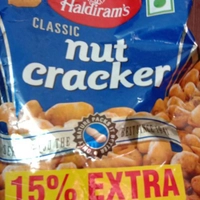 Haldiram's
CLASSIC
nut
cracker
15% EXTRA